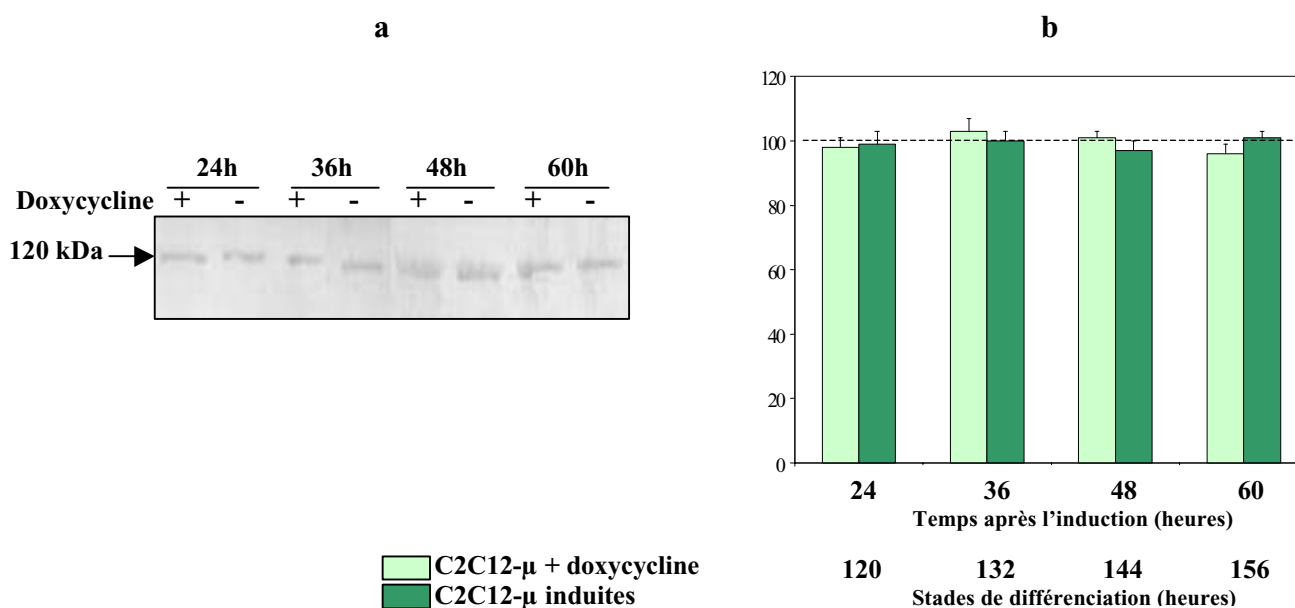 a
24h 36h 48h 60h
Doxycycline + - + - + - + -
120 kDa
b
120
100
80
60
40
20
0
24 36 48 60
Temps après l’induction (heures)
120 132 144 156
Stades de différenciation (heures)
C2C12-µ + doxycycline
C2C12-µ induites